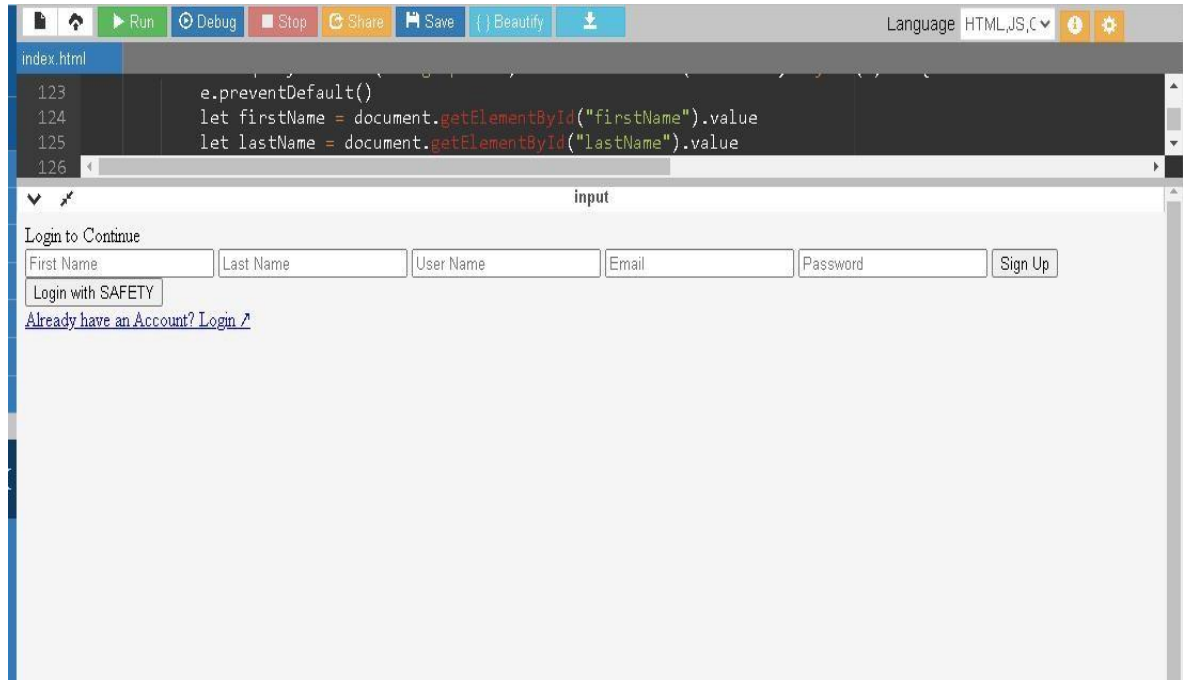 Run Debug Stop Share Save { } Beautify Language HTML,JS,C
index.html
123 e.preventDefault()
124 let firstName = document.getElementById("firstName").value
125 let lastName = document.getElementById("lastName").value
126
input
Login to Continue
First Name Last Name User Name Email Password Sign Up
Login with SAFETY
Already have an Account? Login ↗